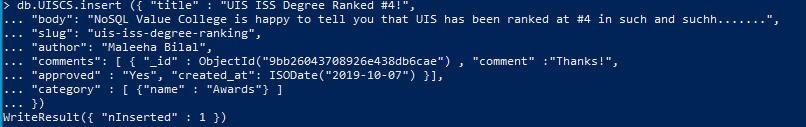 > db.UISCS.insert ({ "title" : "UIS ISS Degree Ranked #4!",
... "body": "NoSQL Value College is happy to tell you that UIS has been ranked at #4 in such and suchh.......",
... "slug": "uis-iss-degree-ranking",
... "author": "Maleeha Bilal",
... "comments": [ { "_id" : ObjectId("9bb26043708926e438db6cae") , "comment" :"Thanks!",
... "approved" : "Yes", "created_at": ISODate("2019-10-07") }],
... "category" : [ {"name" : "Awards"} ]
... })
WriteResult({ "nInserted" : 1 })